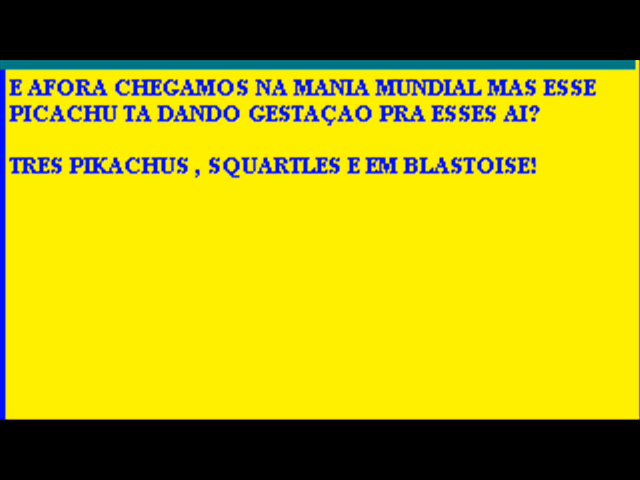 E AFORA CHEGAMOS NA MANIA MUNDIAL MAS ESSE
PICACHU TA DANDO GESTAÇAO PRA ESSES AI?
TRES PIKACHUS , SQUARTLES E EM BLASTOISE!